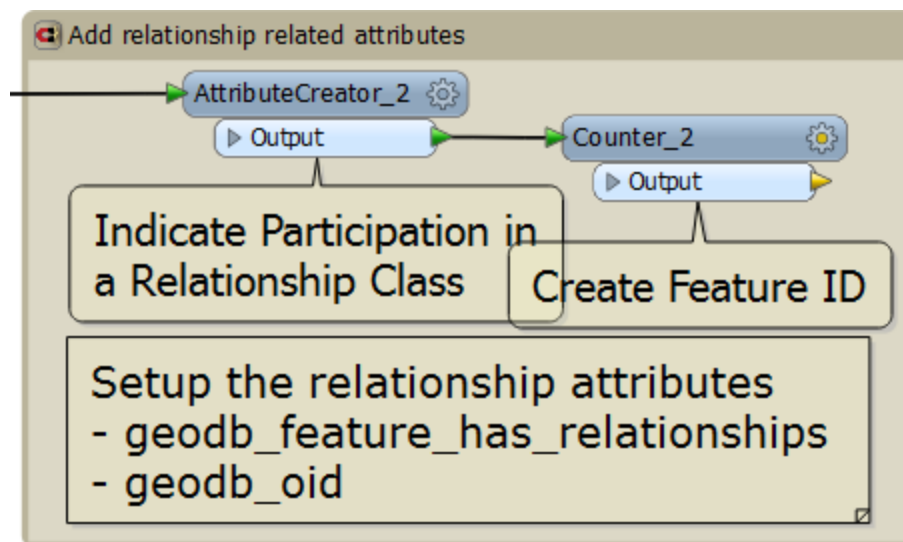 Add relationship related attributes
AttributeCreator_2
Output
Counter_2
Output
Indicate Participation in
a Relationship Class
Create Feature ID
Setup the relationship attributes
- geodb_feature_has_relationships
- geodb_oid